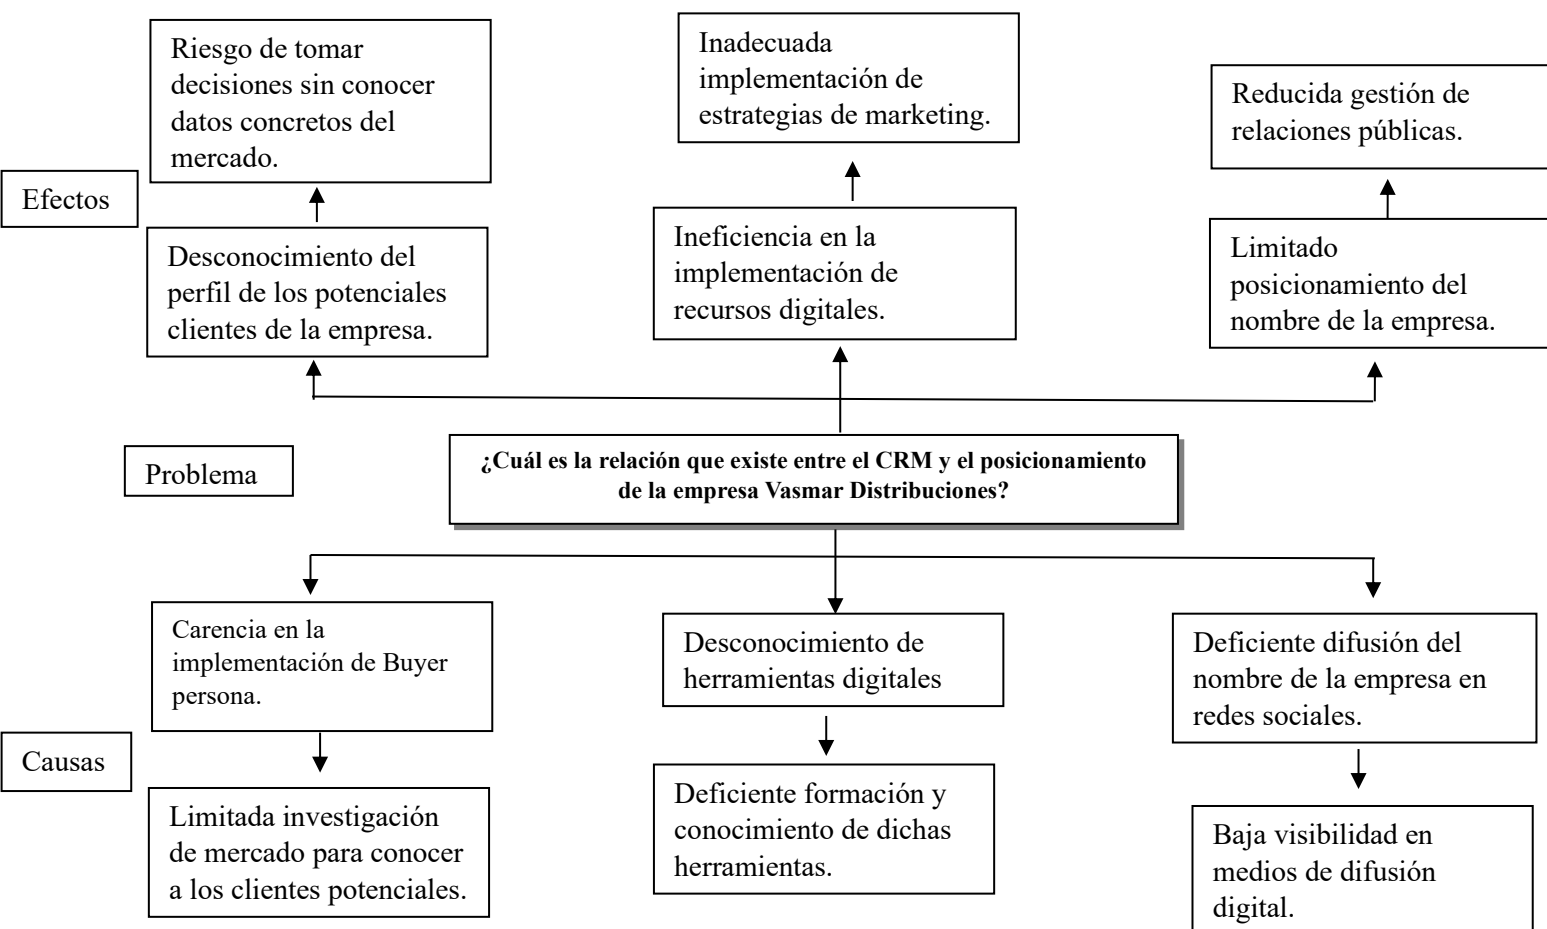 Riesgo de tomar
decisiones sin conocer
datos concretos del
mercado.
Inadecuada
implementación de
estrategias de marketing.
Reducida gestión de
relaciones públicas.
Efectos
Desconocimiento del
perfil de los potenciales
clientes de la empresa.
Ineficiencia en la
implementación de
recursos digitales.
Limitado
posicionamiento del
nombre de la empresa.
Problema
¿Cuál es la relación que existe entre el CRM y el posicionamiento
de la empresa Vasmar Distribuciones?
Carencia en la
implementación de Buyer
persona.
Desconocimiento de
herramientas digitales
Deficiente difusión del
nombre de la empresa en
redes sociales.
Causas
Limitada investigación
de mercado para conocer
a los clientes potenciales.
Deficiente formación y
conocimiento de dichas
herramientas.
Baja visibilidad en
medios de difusión
digital.